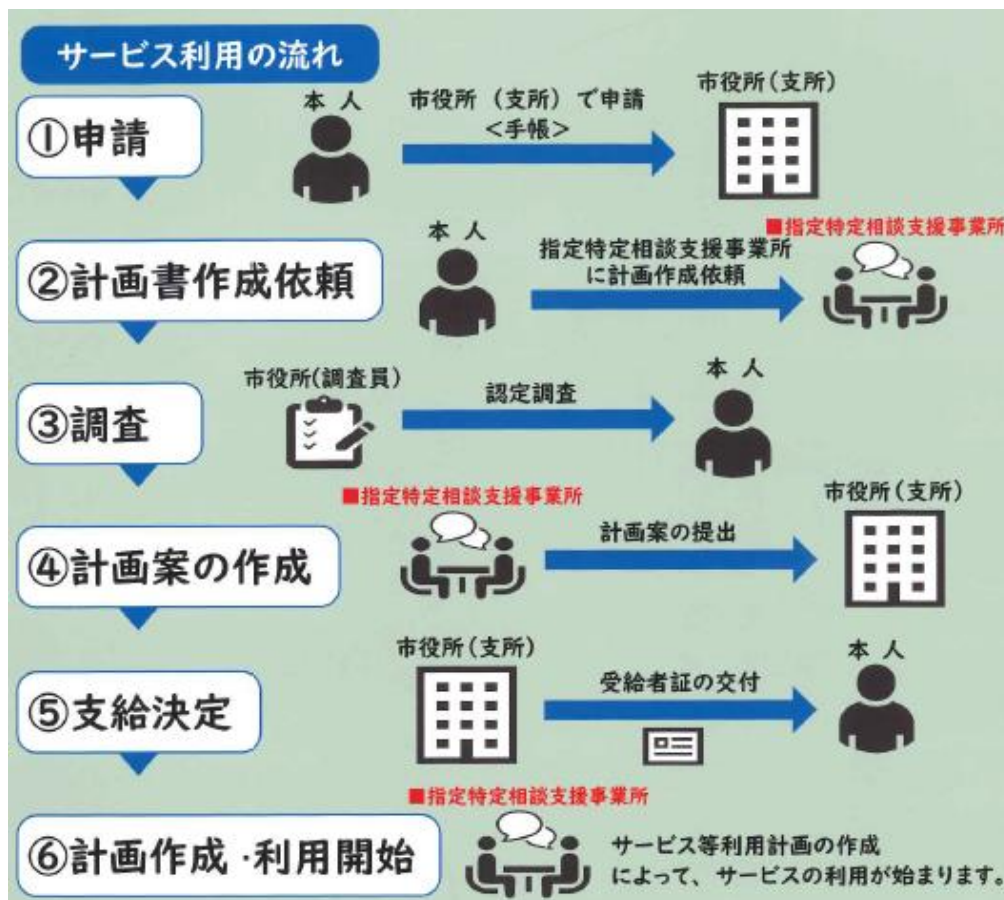 サービス利用の流れ
①申請
本人
市役所（支所）で申請
<手帳>
市役所(支所)
②計画書作成依頼
本人
指定特定相談支援事業所
に計画作成依頼
■指定特定相談支援事業所
③調査
市役所(調査員)
認定調査
本人
④計画案の作成
■指定特定相談支援事業所
計画案の提出
市役所(支所)
⑤支給決定
市役所(支所)
受給者証の交付
本人
⑥計画作成・利用開始
■指定特定相談支援事業所
サービス等利用計画の作成
によって、サービスの利用が始まります。